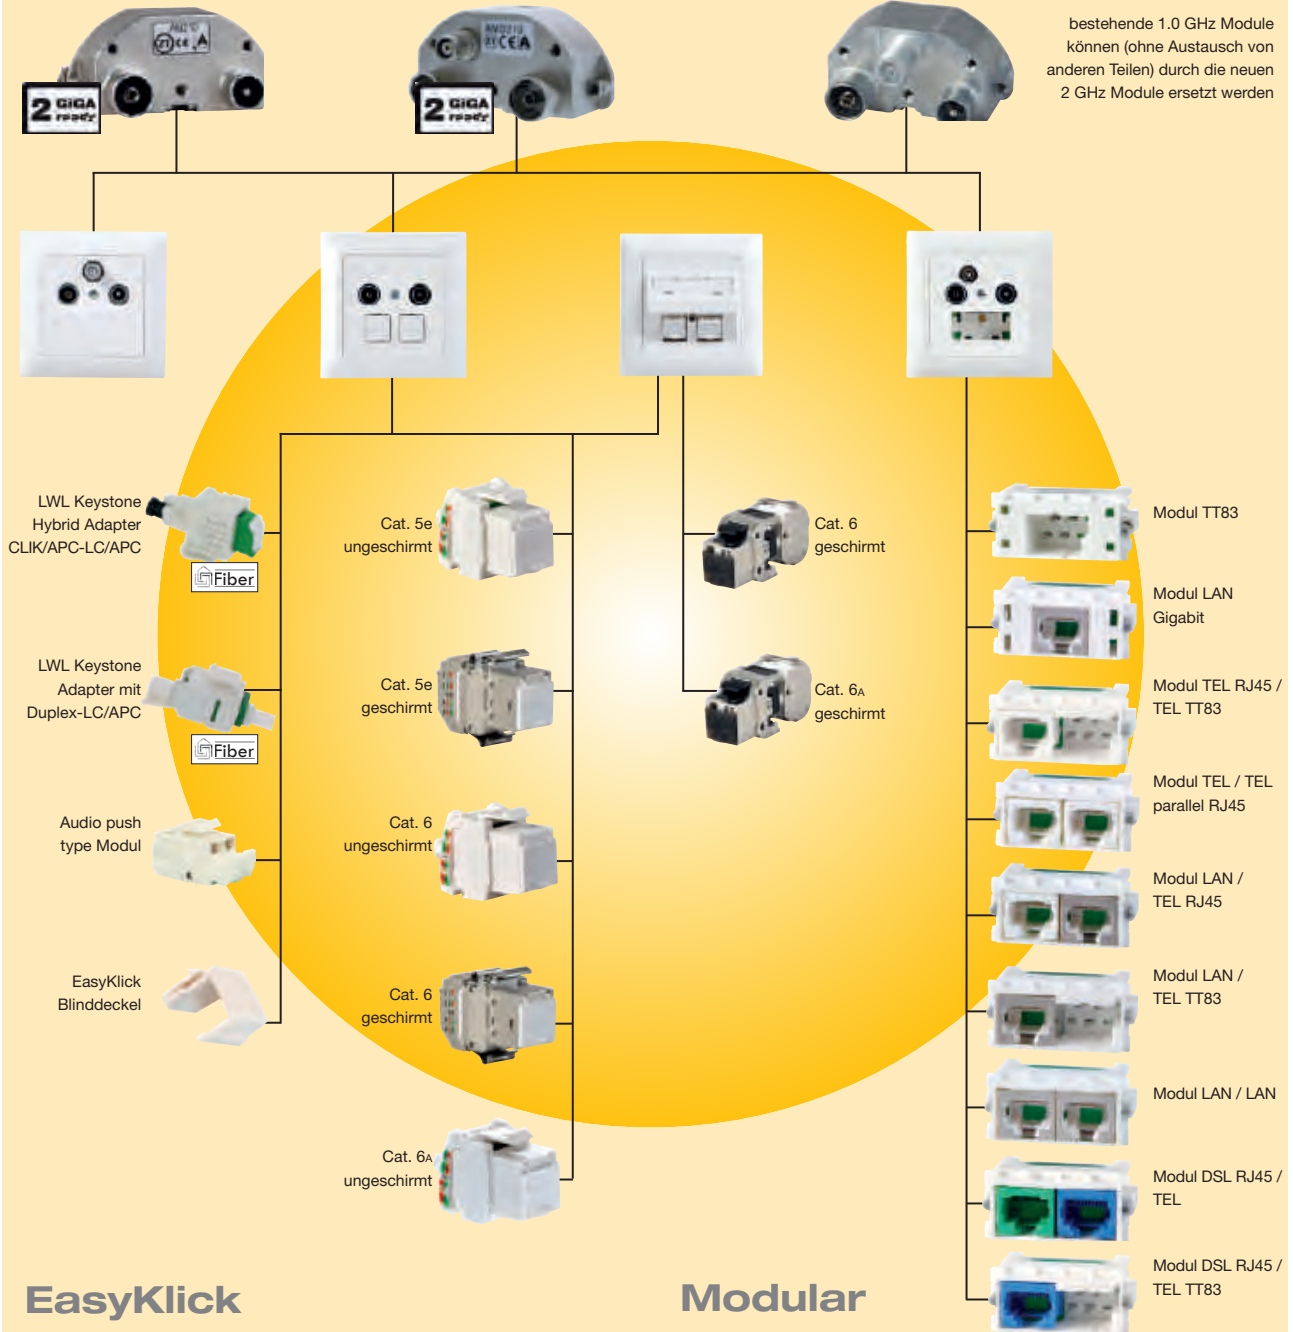 bestehende 1.0 GHz Module
können (ohne Austausch von
anderen Teilen) durch die neuen
2 GHz Module ersetzt werden
2 GiGA
ready
2 GiGA
ready
LWL Keystone
Hybrid Adapter
CLIK/APC-LC/APC
Fiber
LWL Keystone
Adapter mit
Duplex-LC/APC
Fiber
Audio push
type Modul
EasyKlick
Blinddeckel
Cat. 5e
ungeschirmt
Cat. 5e
geschirmt
Cat. 6
ungeschirmt
Cat. 6
geschirmt
Cat. 6A
ungeschirmt
Cat. 6
geschirmt
Cat. 6A
geschirmt
Modul TT83
Modul LAN
Gigabit
Modul TEL RJ45 /
TEL TT83
Modul TEL / TEL
parallel RJ45
Modul LAN /
TEL RJ45
Modul LAN /
TEL TT83
Modul LAN / LAN
Modul DSL RJ45 /
TEL
Modul DSL RJ45 /
TEL TT83
EasyKlick
Modular